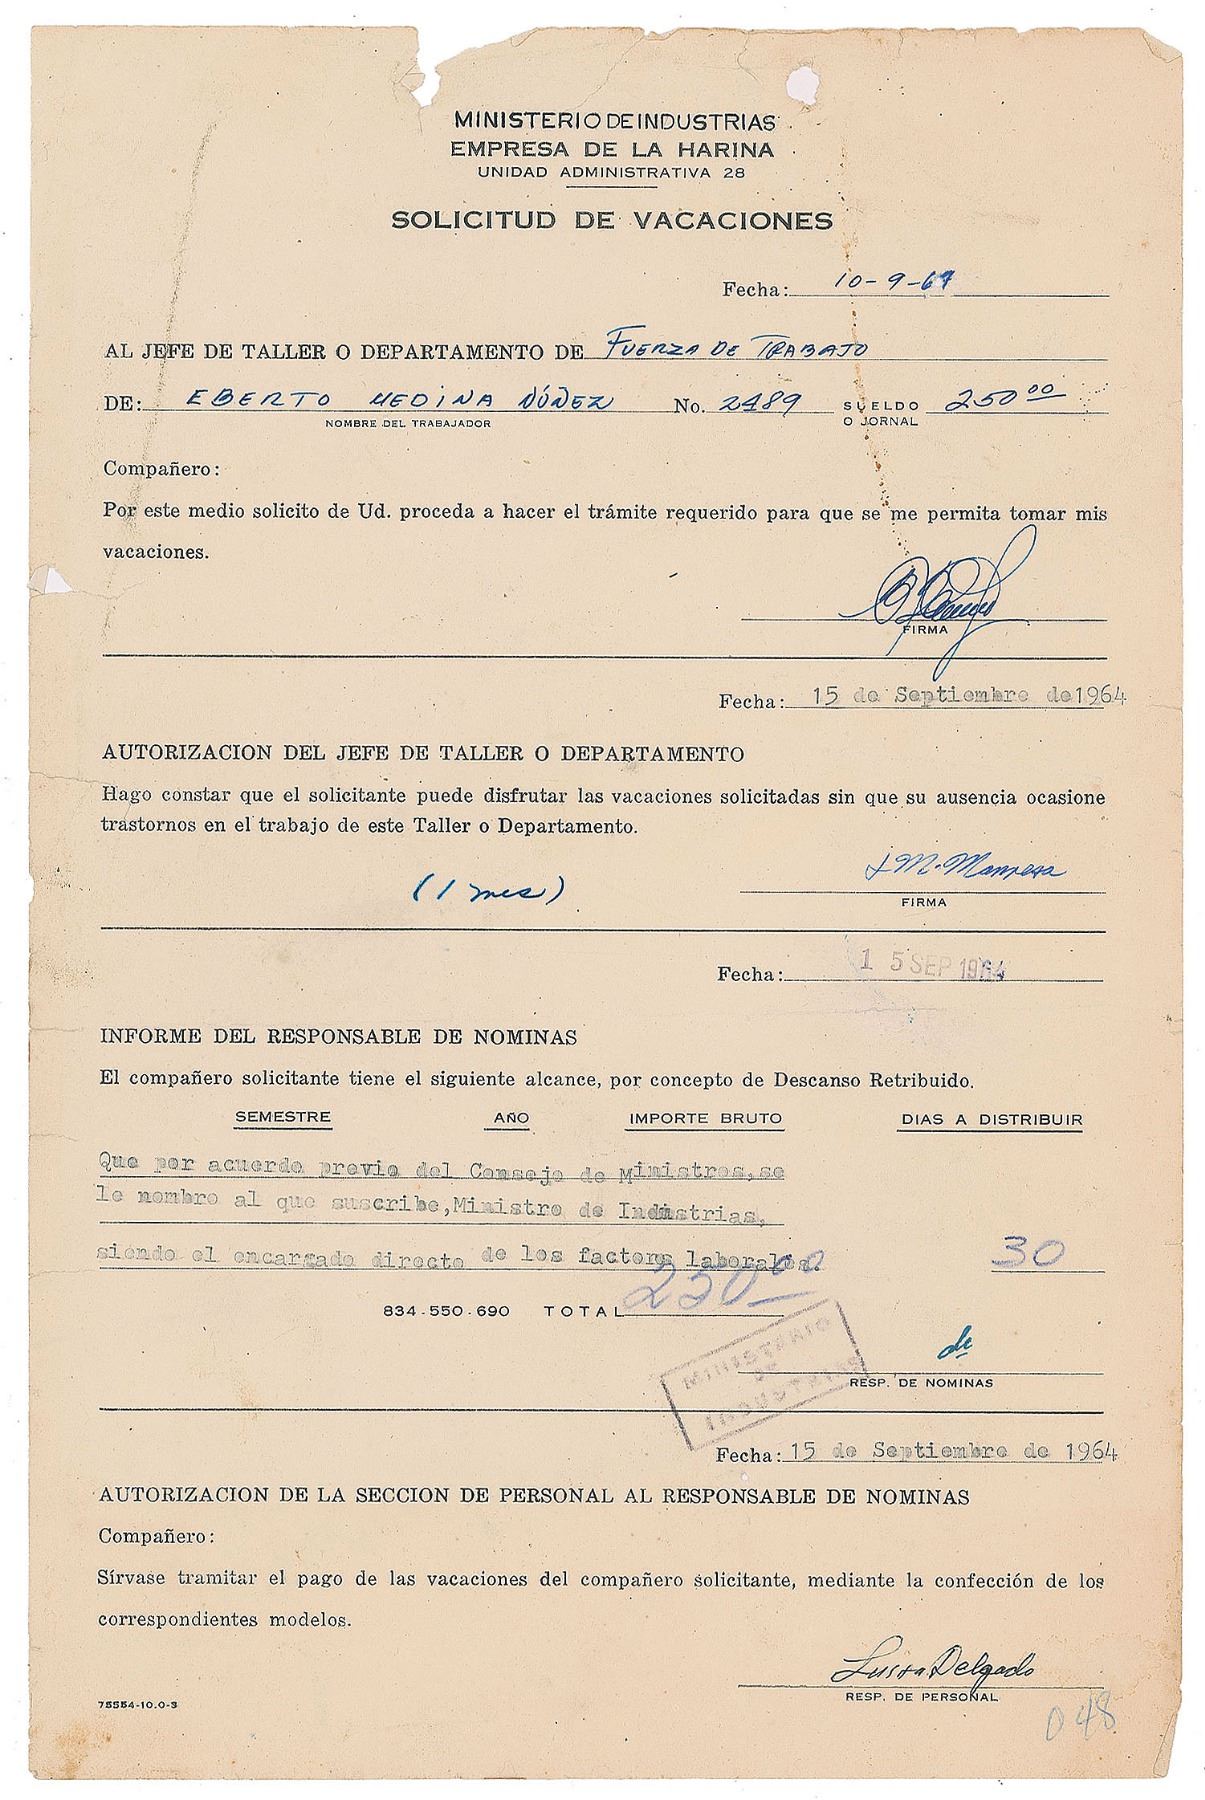 MINISTERIO DE INDUSTRIAS
EMPRESA DE LA HARINA
UNIDAD ADMINISTRATIVA 28
SOLICITUD DE VACACIONES
Fecha: 10-9-64
AL JEFE DE TALLER O DEPARTAMENTO DE FUERZA DE TRABAJO
DE: EBERTO MEDINA NÚÑEZ No. 2489 SUELDO O JORNAL 250 00
NOMBRE DEL TRABAJADOR
Compañero:
Por este medio solicito de Ud. proceda a hacer el trámite requerido para que se me permita tomar mis
vacaciones.
FIRMA
Fecha: 15 de Septiembre de1964
AUTORIZACION DEL JEFE DE TALLER O DEPARTAMENTO
Hago constar que el solicitante puede disfrutar las vacaciones solicitadas sin que su ausencia ocasione
trastornos en el trabajo de este Taller o Departamento.
(1 mes)
FIRMA
Fecha: 15 SEP 1964
INFORME DEL RESPONSABLE DE NOMINAS
El compañero solicitante tiene el siguiente alcance, por concepto de Descanso Retribuido.
SEMESTRE AÑO IMPORTE BRUTO DIAS A DISTRIBUIR
Que por acuerdo previo del Consejo de Ministros,se
le nombro al que suscribe,Ministro de Industrias,
siendo el encargado directo de los factors laborales. 30
834-550-690 TOTAL 250 00
MINISTERIO
DE
INDUSTRIAS
RESP. DE NOMINAS
Fecha: 15 de Septiembre de 1964
AUTORIZACION DE LA SECCION DE PERSONAL AL RESPONSABLE DE NOMINAS
Compañero:
Sírvase tramitar el pago de las vacaciones del compañero solicitante, mediante la confección de los
correspondientes modelos.
Luisa Delgado
RESP. DE PERSONAL
75554-10.0-3
048